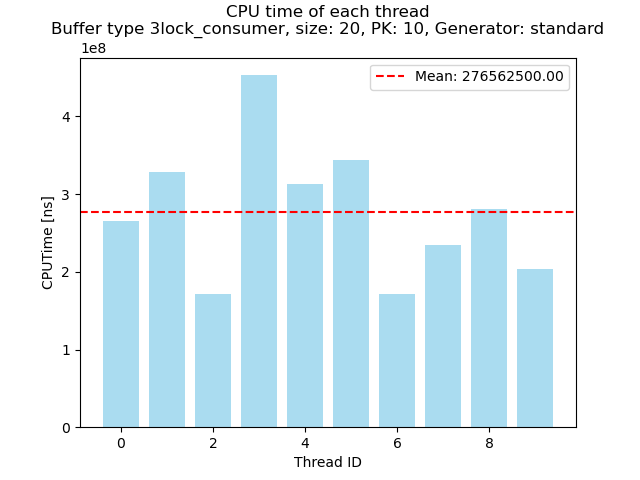 CPU time of each thread
Buffer type 3lock_consumer, size: 20, PK: 10, Generator: standard
1e8
Mean: 276562500.00
4
3
2
1
0
CPUTime [ns]
0 2 4 6 8
Thread ID